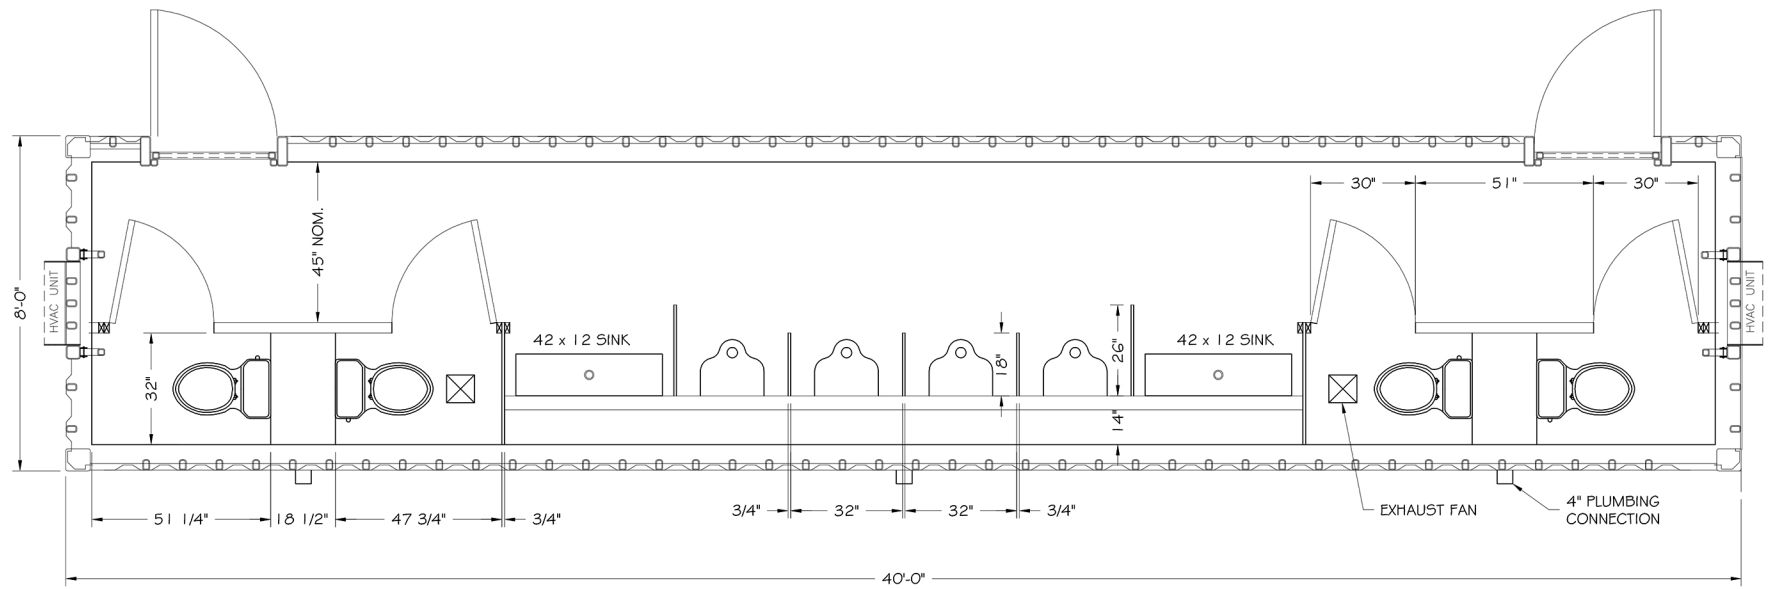 30"
51"
30"
45" NOM.
8'-0"
HVAC UNIT
HVAC UNIT
42 x 12 SINK
18"
26"
42 x 12 SINK
32"
14"
51 1/4"
18 1/2"
47 3/4"
3/4"
3/4"
32"
32"
3/4"
EXHAUST FAN
4" PLUMBING
CONNECTION
40'-0"